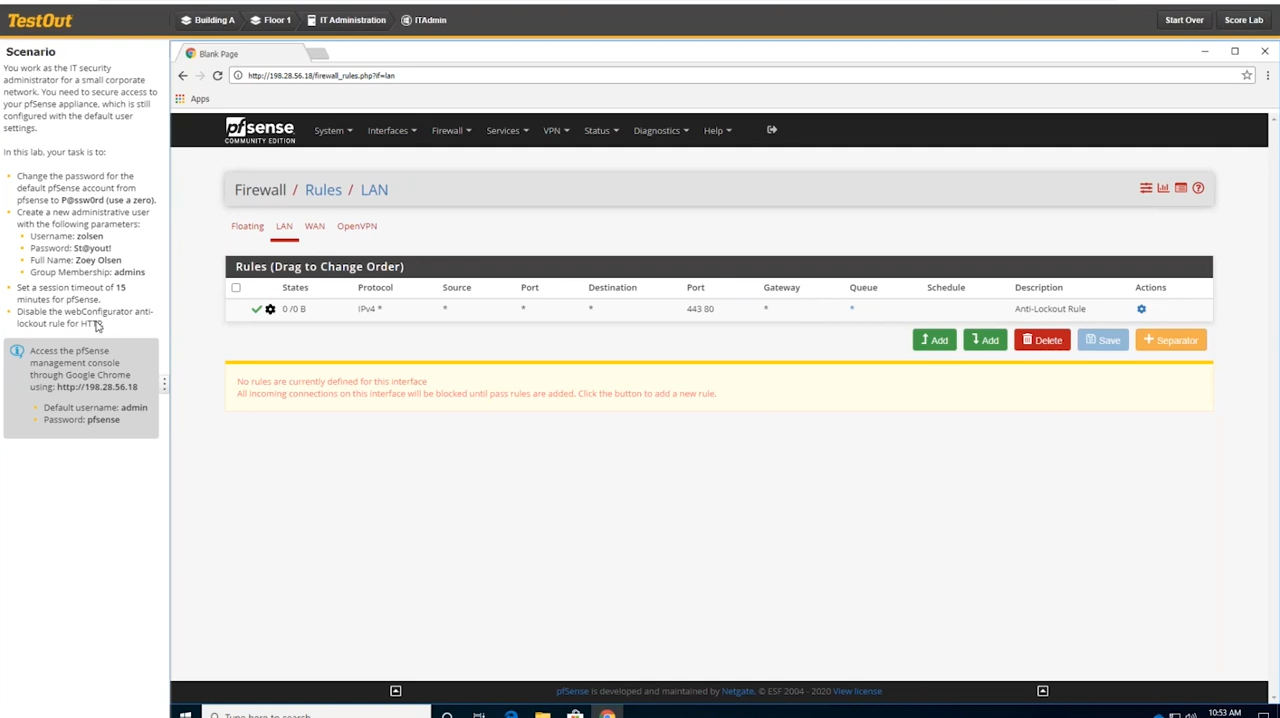 TestOut
Building A
Floor 1
IT Administration
ITAdmin
Start Over
Score Lab
Scenario
You work as the IT security
administrator for a small corporate
network. You need to secure access to
your pfSense appliance, which is still
configured with the default user
settings.
In this lab, your task is to:
Change the password for the
default pfSense account from
pfsense to P@ssw0rd (use a zero).
Create a new administrative user
with the following parameters:
Username: zolsen
Password: St@yout!
Full Name: Zoey Olsen
Group Membership: admins
Set a session timeout of 15
minutes for pfSense.
Disable the webConfigurator anti-
lockout rule for HTTP.
Access the pfSense
management console
through Google Chrome
using: http://198.28.56.18
Default username: admin
Password: pfsense
Blank Page
http://198.28.56.18/firewall_rules.php?if=lan
Apps
pfsense
COMMUNITY EDITION
System
Interfaces
Firewall
Services
VPN
Status
Diagnostics
Help
Firewall / Rules / LAN
Floating
LAN
WAN
OpenVPN
Rules (Drag to Change Order)
States Protocol Source Port Destination Port Gateway Queue Schedule Description Actions
0 /0 B IPv4 * * * * 443 80 * * Anti-Lockout Rule
Add
Add
Delete
Save
Separator
No rules are currently defined for this interface
All incoming connections on this interface will be blocked until pass rules are added. Click the button to add a new rule.
pfSense is developed and maintained by Netgate. © ESF 2004 - 2020 View license
Type here to search
10:53 AM